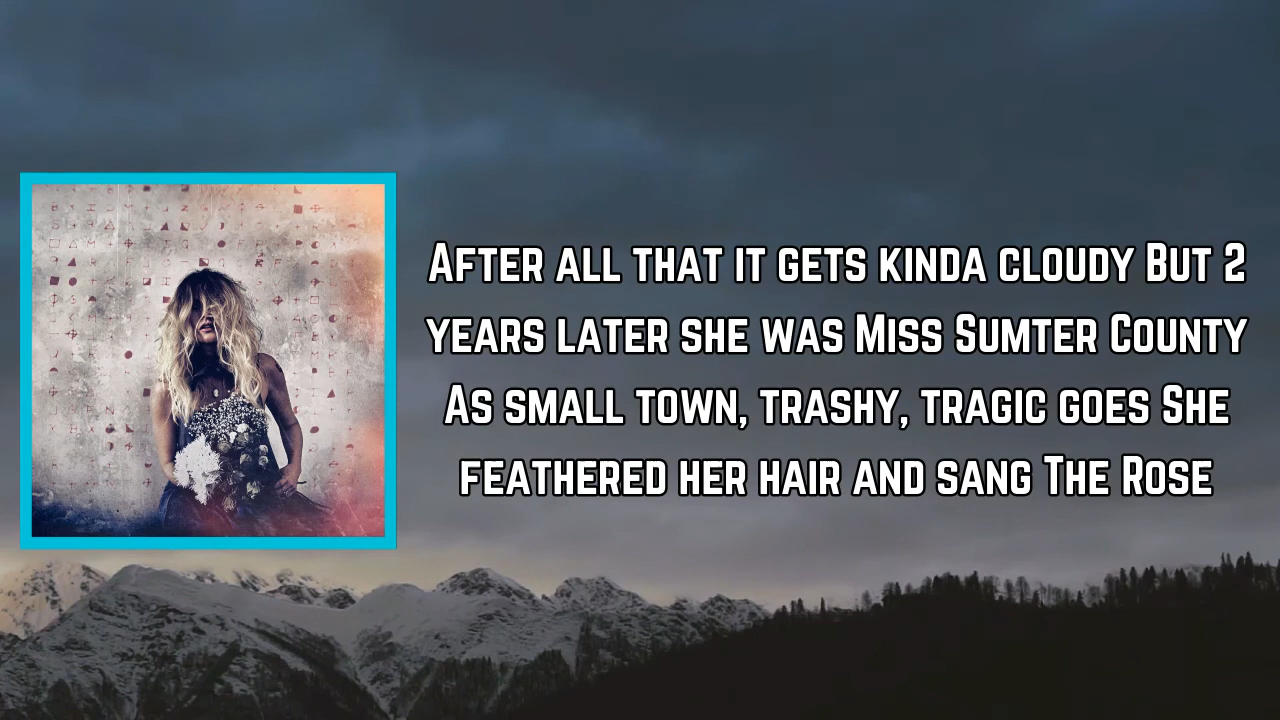 After all that it gets kinda cloudy But 2
years later she was Miss Sumter County
As small town, trashy, tragic goes She
feathered her hair and sang The Rose